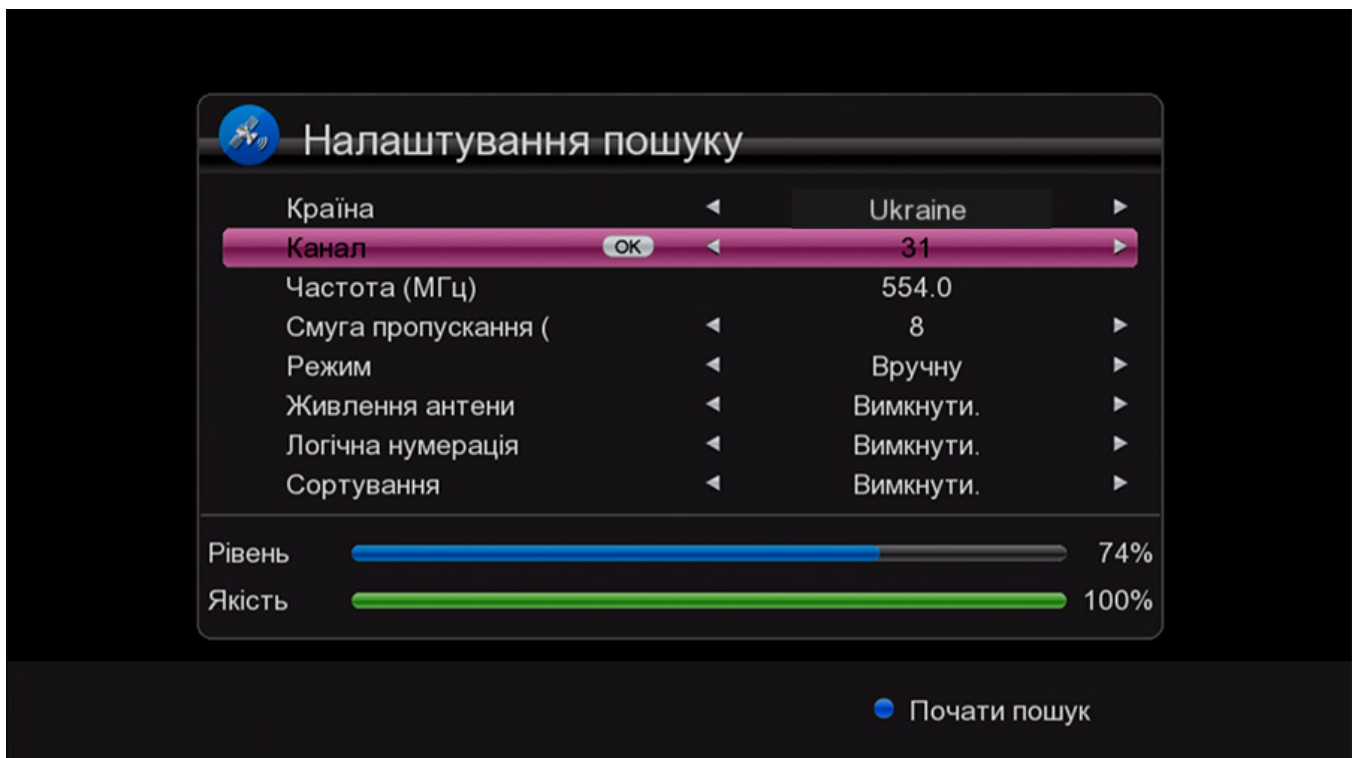 Налаштування пошуку
Країна Ukraine
Канал OK 31
Частота (МГц) 554.0
Смуга пропускання ( 8
Режим Вручну
Живлення антени Вимкнути.
Логічна нумерація Вимкнути.
Сортування Вимкнути.
Рівень 74%
Якість 100%
Почати пошук